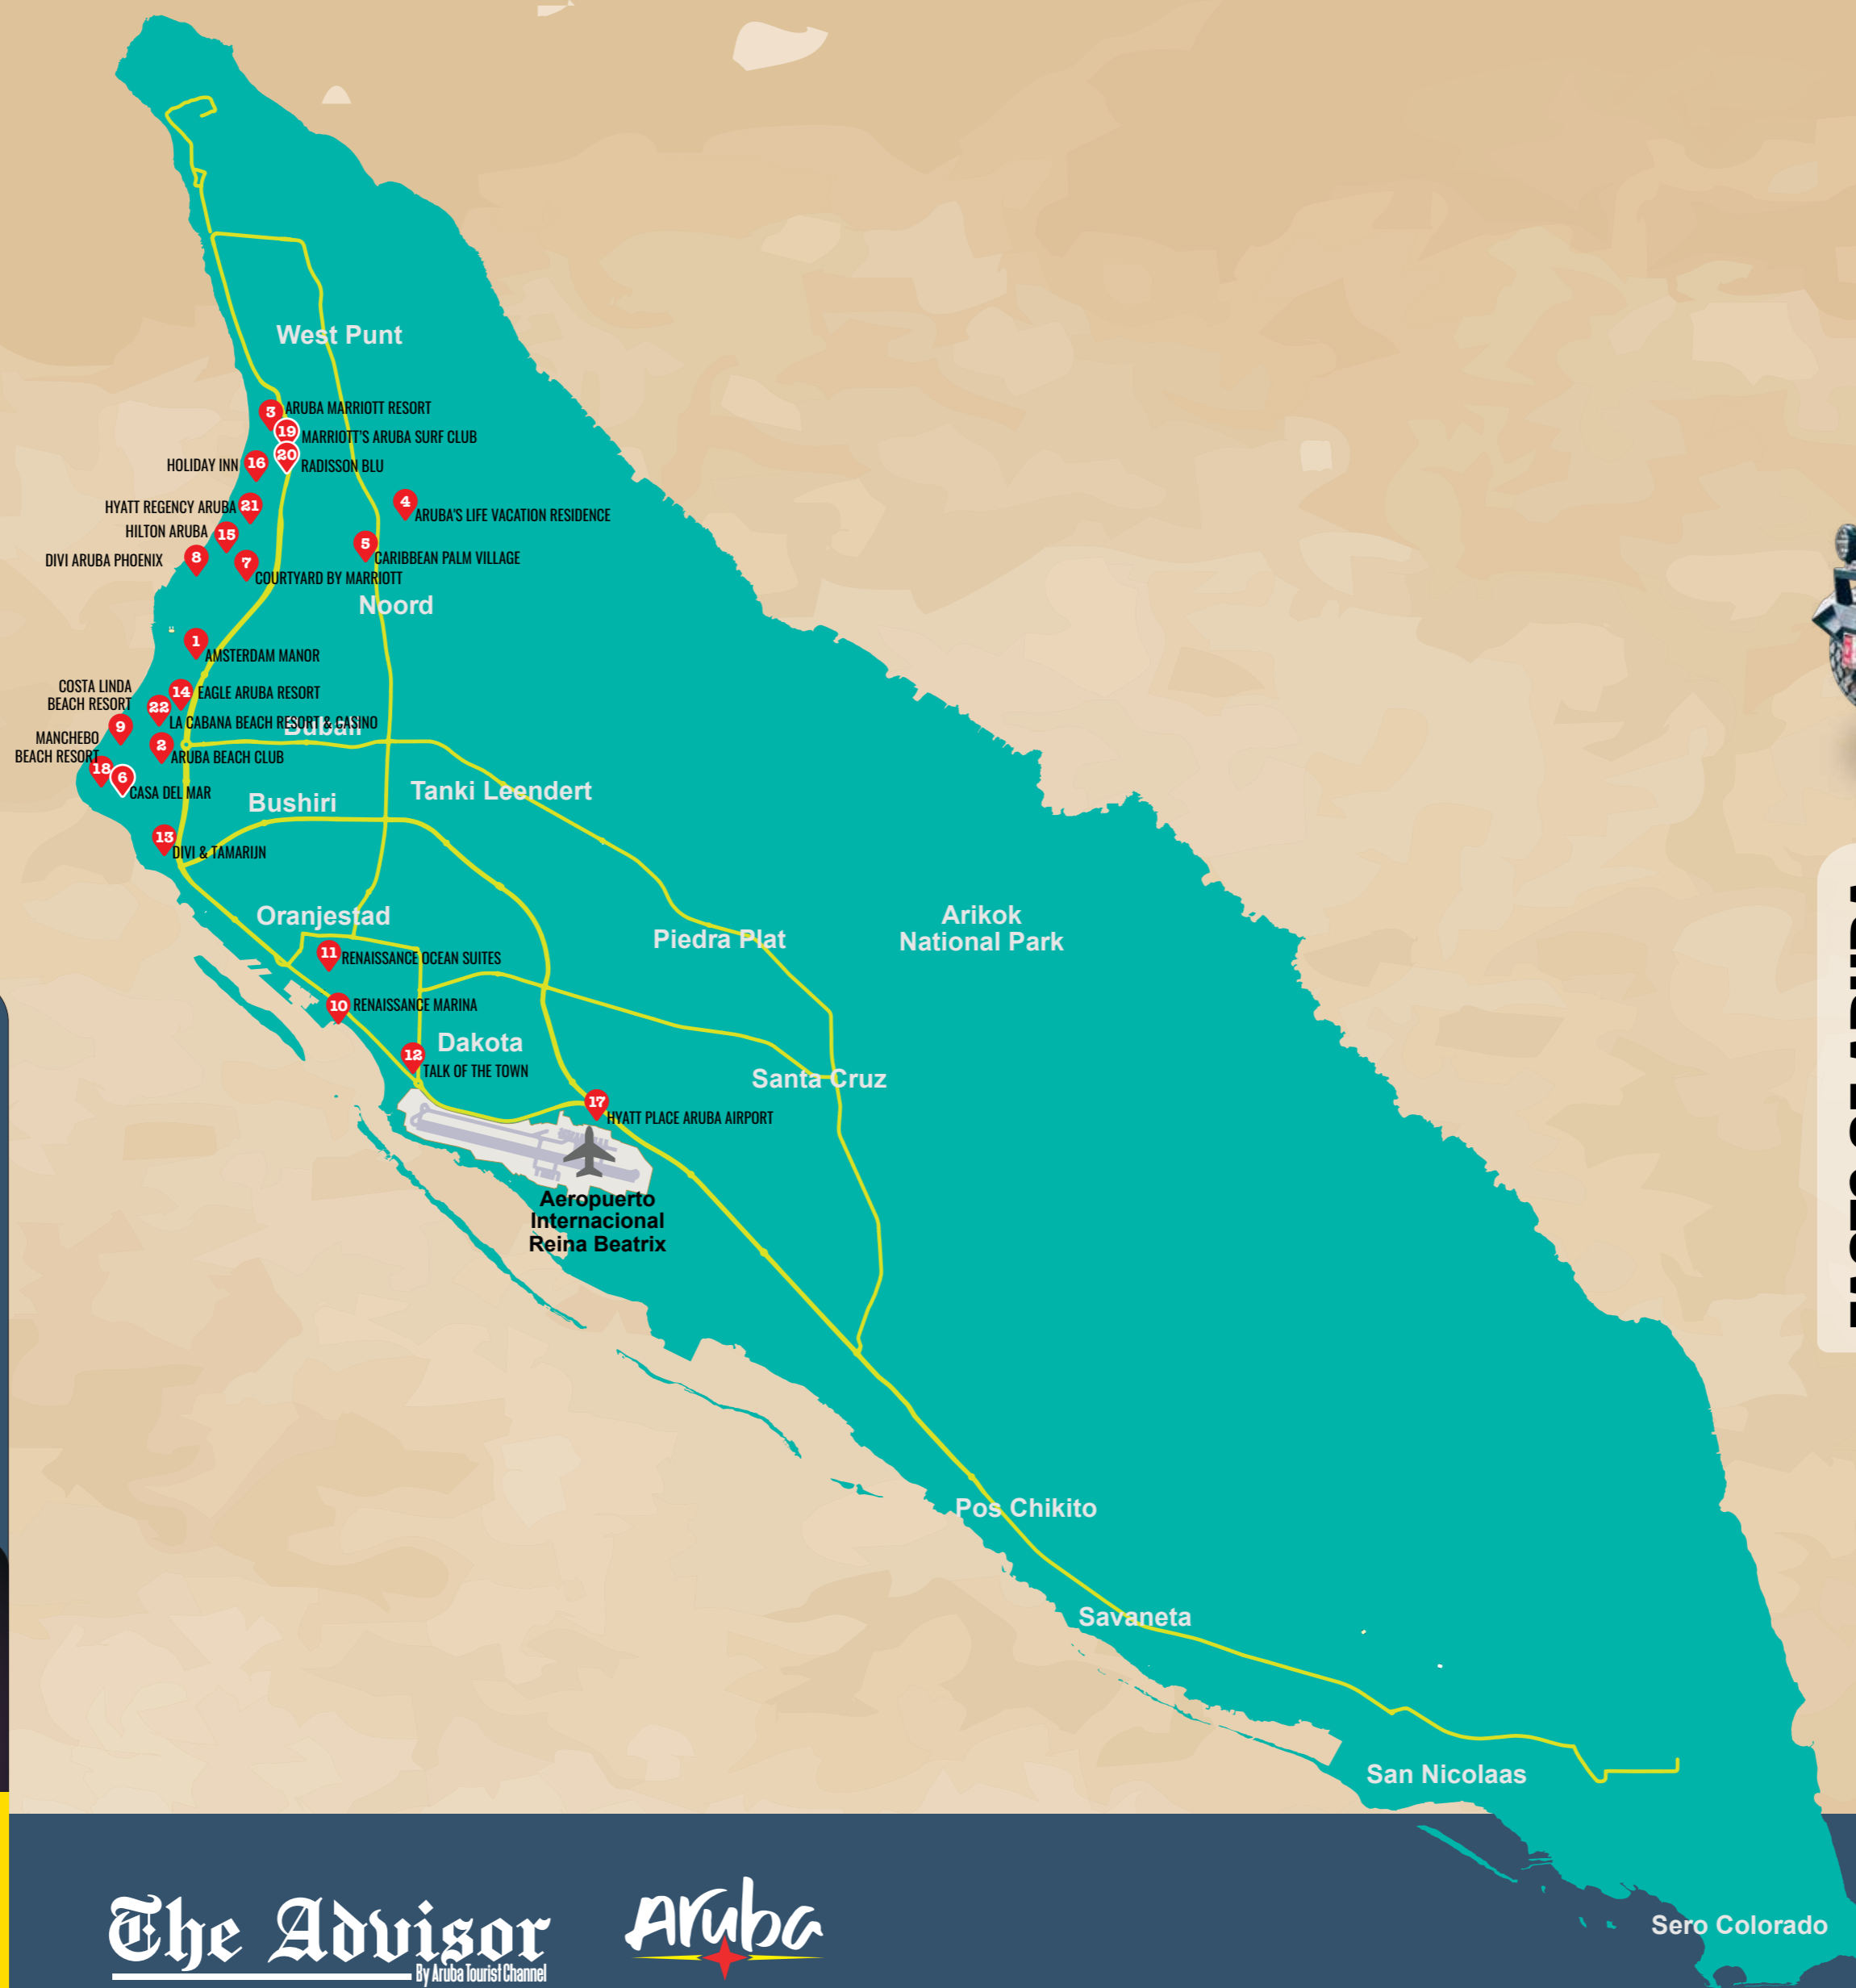 West Punt
3
ARUBA MARRIOTT RESORT
19
MARRIOTT'S ARUBA SURF CLUB
20
RADISSON BLU
HOLIDAY INN
16
4
ARUBA'S LIFE VACATION RESIDENCE
HYATT REGENCY ARUBA
21
HILTON ARUBA
15
5
CARIBBEAN PALM VILLAGE
DIVI ARUBA PHOENIX
8
7
COURTYARD BY MARRIOTT
Noord
1
AMSTERDAM MANOR
COSTA LINDA
BEACH RESORT
14
EAGLE ARUBA RESORT
22
LA CABANA BEACH RESORT & CASINO
9
Bubali
MANCHEBO
BEACH RESORT
2
ARUBA BEACH CLUB
18
6
CASA DEL MAR
Tanki Leendert
Bushiri
13
DIVI & TAMARIJN
Oranjestad
Arikok
National Park
Piedra Plat
11
RENAISSANCE OCEAN SUITES
10
RENAISSANCE MARINA
Dakota
12
TALK OF THE TOWN
Santa Cruz
17
HYATT PLACE ARUBA AIRPORT
Aeropuerto
Internacional
Reina Beatrix
Pos Chikito
Savaneta
San Nicolaas
Sero Colorado
The Advisor
By Aruba Tourist Channel
aruba